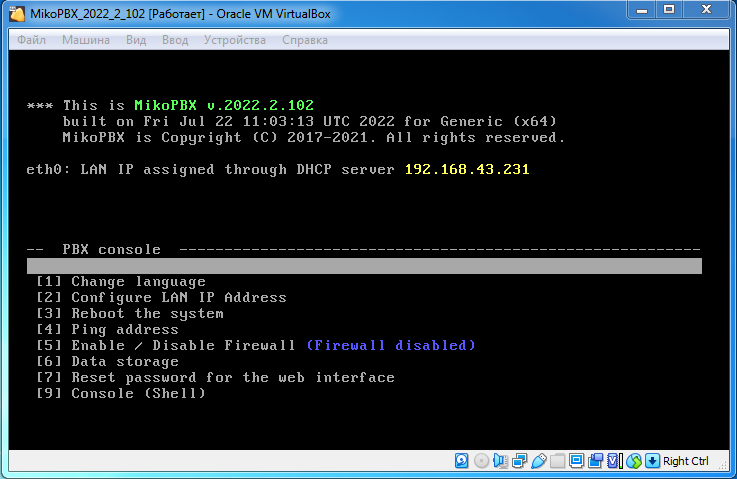 MikoPBX_2022_2_102 [Работает] - Oracle VM VirtualBox
Файл Машина Вид Ввод Устройства Справка
*** This is MikoPBX v.2022.2.102
built on Fri Jul 22 11:03:13 UTC 2022 for Generic (x64)
MikoPBX is Copyright (C) 2017-2021. All rights reserved.
eth0: LAN IP assigned through DHCP server 192.168.43.231
-- PBX console ----------------------------------------------------------
[1] Change language
[2] Configure LAN IP Address
[3] Reboot the system
[4] Ping address
[5] Enable / Disable Firewall (Firewall disabled)
[6] Data storage
[7] Reset password for the web interface
[9] Console (Shell)
Right Ctrl